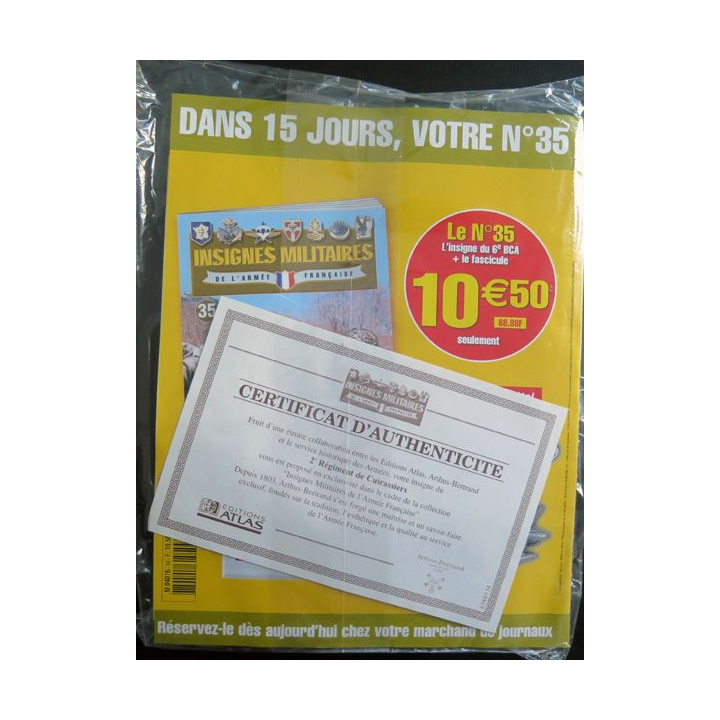 DANS 15 JOURS, VOTRE N°35
INSIGNES MILITAIRES
DE L'ARMÉE FRANÇAISE
35
Le N°35
L'insigne du 6e BCA
+ le fascicule
10€50
68.88F
seulement
INSIGNES MILITAIRES
CERTIFICAT D'AUTHENTICITE
Fruit d'une étroite collaboration entre les Editions Atlas, Arthus-Bertrand
et le service historique des Armées, votre insigne du
2e Régiment de Cuirassiers
vous est proposé en exclusivité dans le cadre de la collection
"Insignes Militaires de l'Armée Française"
Depuis 1803, Arthus-Bertrand s'est forgé une maîtrise et un savoir-faire
exclusif, fondés sur la tradition, l'esthétique et la qualité au service
de l'Armée Française.
EDITIONS
ATLAS
Arthus Bertrand
Réservez-le dès aujourd'hui chez votre marchand de journaux